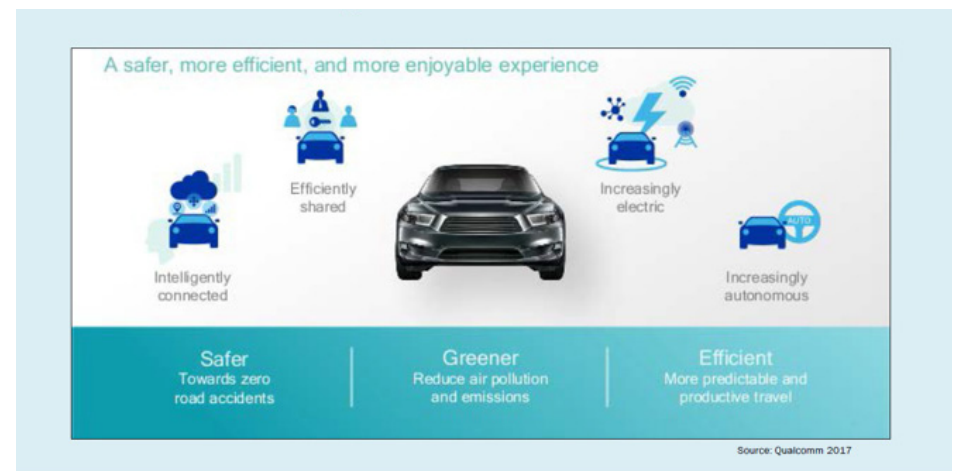 A safer, more efficient, and more enjoyable experience
Efficiently
shared
Increasingly
electric
Intelligently
connected
AUTO
Increasingly
autonomous
Safer
Towards zero
road accidents
Greener
Reduce air pollution
and emissions
Efficient
More predictable and
productive travel
Source: Qualcomm 2017